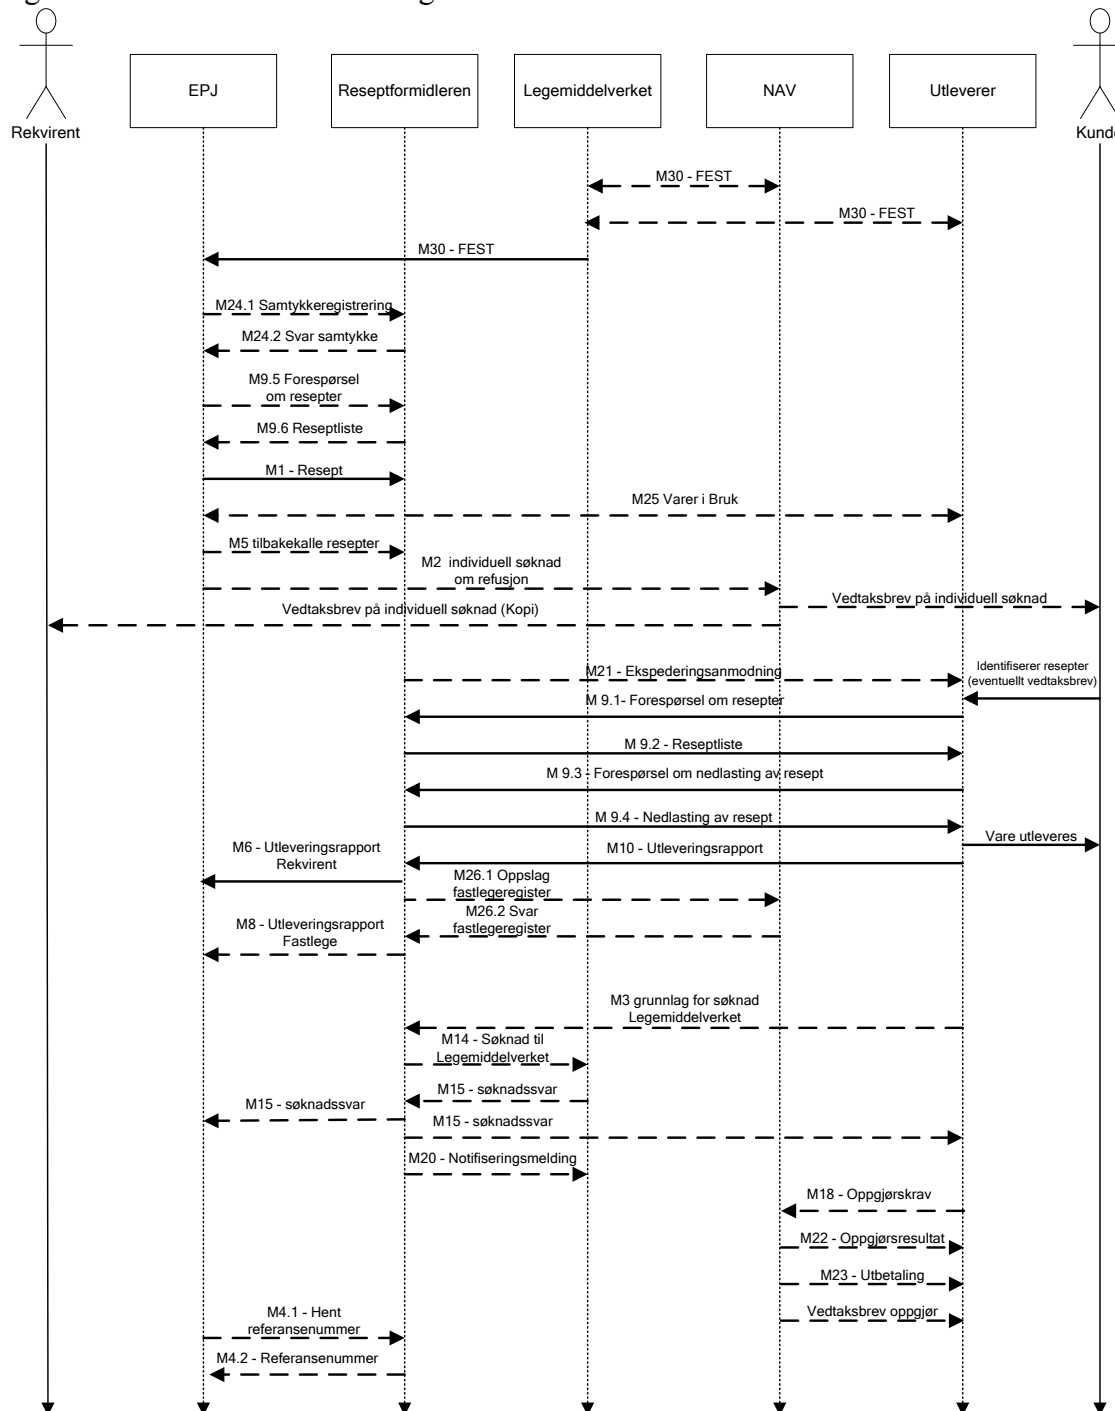 Rekvirent
EPJ
Reseptformidleren
Legemiddelverket
NAV
Utleverer
Kunde
M30 - FEST
M30 - FEST
M30 - FEST
M24.1 Samtykkeregistrering
M24.2 Svar samtykke
M9.5 Forespørsel
om resepter
M9.6 Reseptliste
M1 - Resept
M25 Varer i Bruk
M5 tilbakekalle resepter
M2 individuell søknad
om refusjon
Vedtaksbrev på individuell søknad
Vedtaksbrev på individuell søknad (Kopi)
M21 - Ekspederingsanmodning
Identifiserer resepter
(eventuellt vedtaksbrev)
M 9.1- Forespørsel om resepter
M 9.2 - Reseptliste
M 9.3 - Forespørsel om nedlasting av resept
M 9.4 - Nedlasting av resept
Vare utleveres
M10 - Utleveringsrapport
M6 - Utleveringsrapport
Rekvirent
M26.1 Oppslag
fastlegeregister
M26.2 Svar
fastlegeregister
M8 - Utleveringsrapport
Fastlege
M3 grunnlag for søknad
Legemiddelverket
M14 - Søknad til
Legemiddelverket
M15 - søknadssvar
M15 - søknadssvar
M15 - søknadssvar
M20 - Notifiseringsmelding
M18 - Oppgjørskrav
M22 - Oppgjørsresultat
M23 - Utbetaling
Vedtaksbrev oppgjør
M4.1 - Hent
referansenummer
M4.2 - Referansenummer